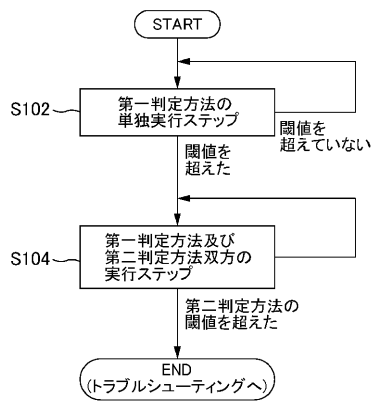 START
S102
第一判定方法の
単独実行ステップ
閾値を
超えていない
閾値を
超えた
S104
第一判定方法及び
第二判定方法双方の
実行ステップ
第二判定方法の
閾値を超えた
END
(トラブルシューティングへ)